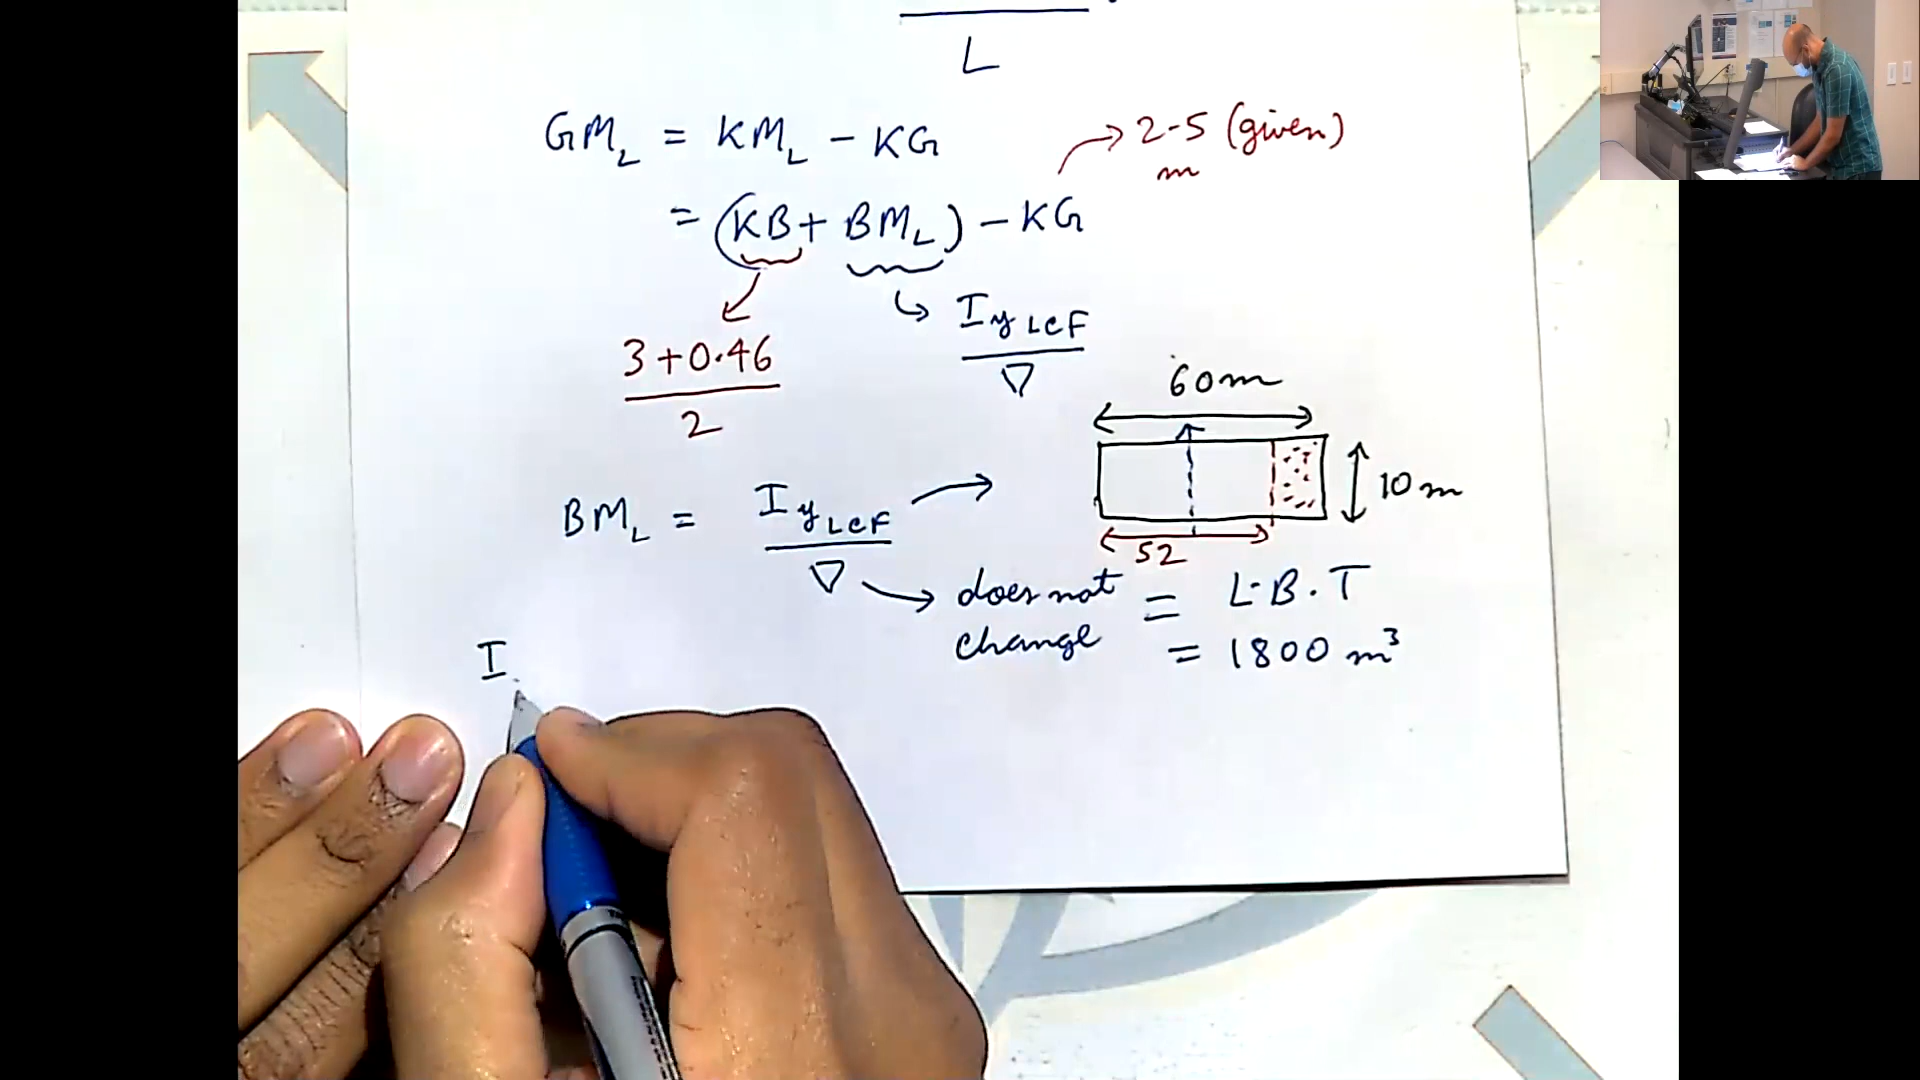 L
GM_L = KM_L - KG
2-5 (given)
m
= (KB + BM_L) - KG
I_yLCF
∇
3+0.46
2
60m
10m
52
BM_L = I_yLCF
∇
does not
change
= L·B·T
= 1800 m³
I